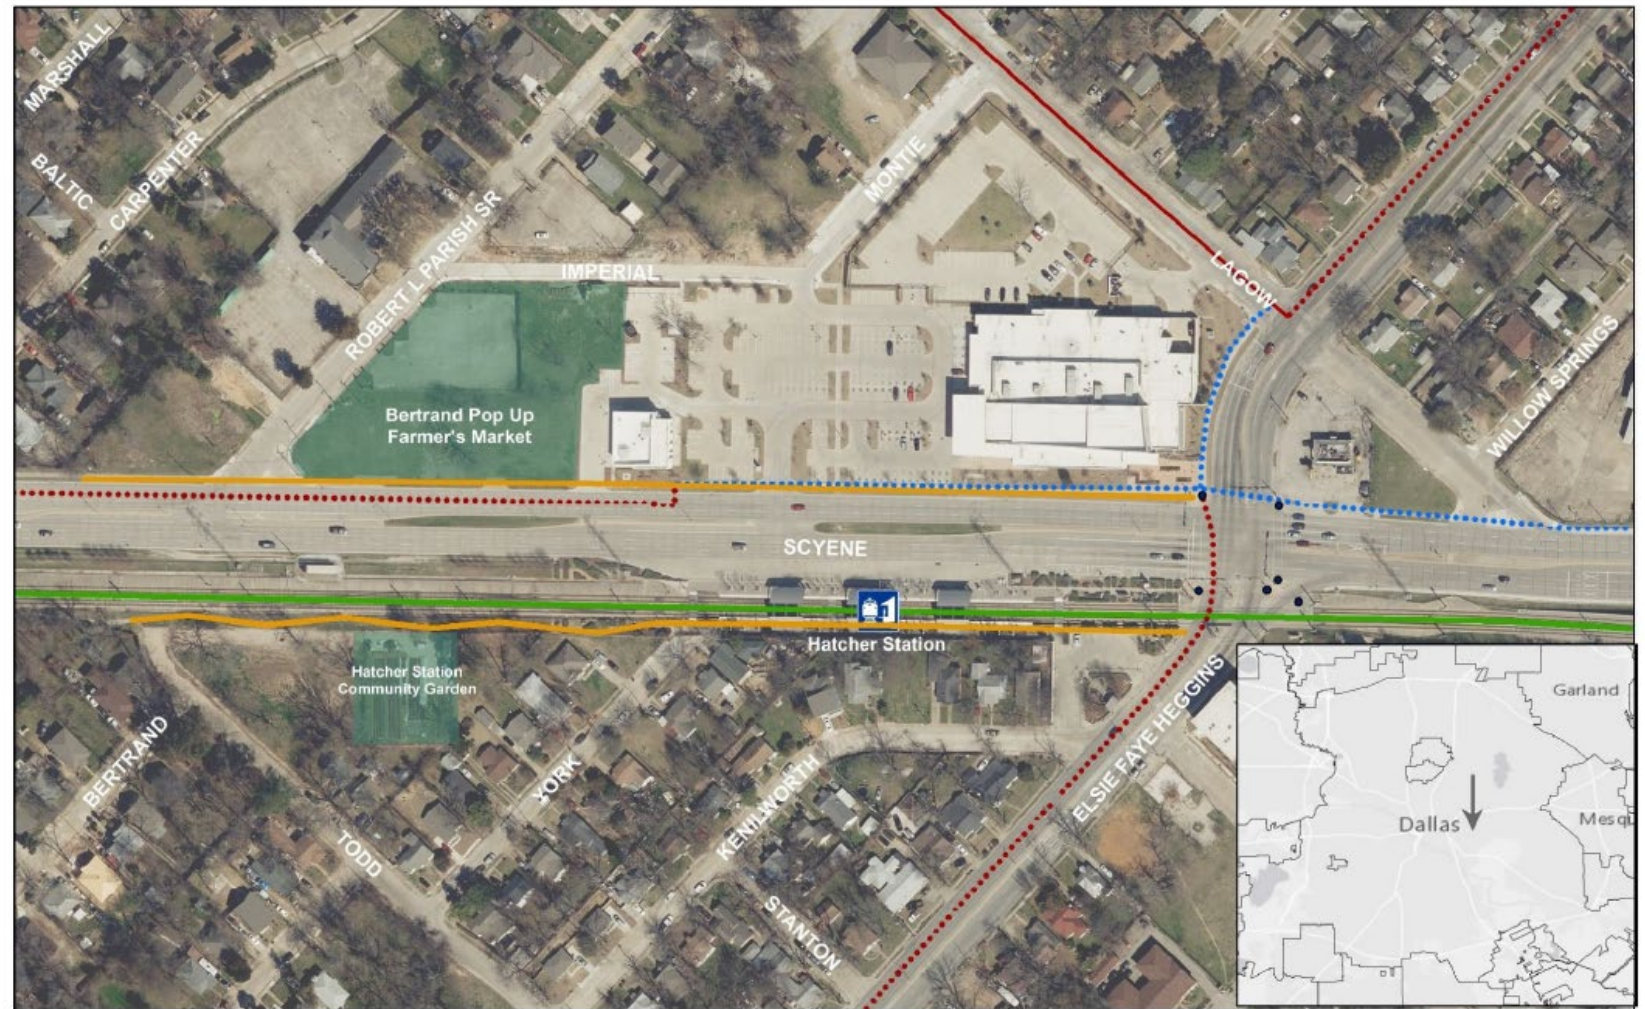 MARSHALL
BALTIC
CARPENTER
ROBERT L PARISH SR
IMPERIAL
MONTIE
LAGOW
WILLOW SPRINGS
Bertrand Pop Up
Farmer's Market
SCYENE
Hatcher Station
Hatcher Station
Community Garden
BERTRAND
TODD
YORK
KENILWORTH
STANTON
ELSIE FAYE HEGGINS
Garland
Dallas
Mesqu